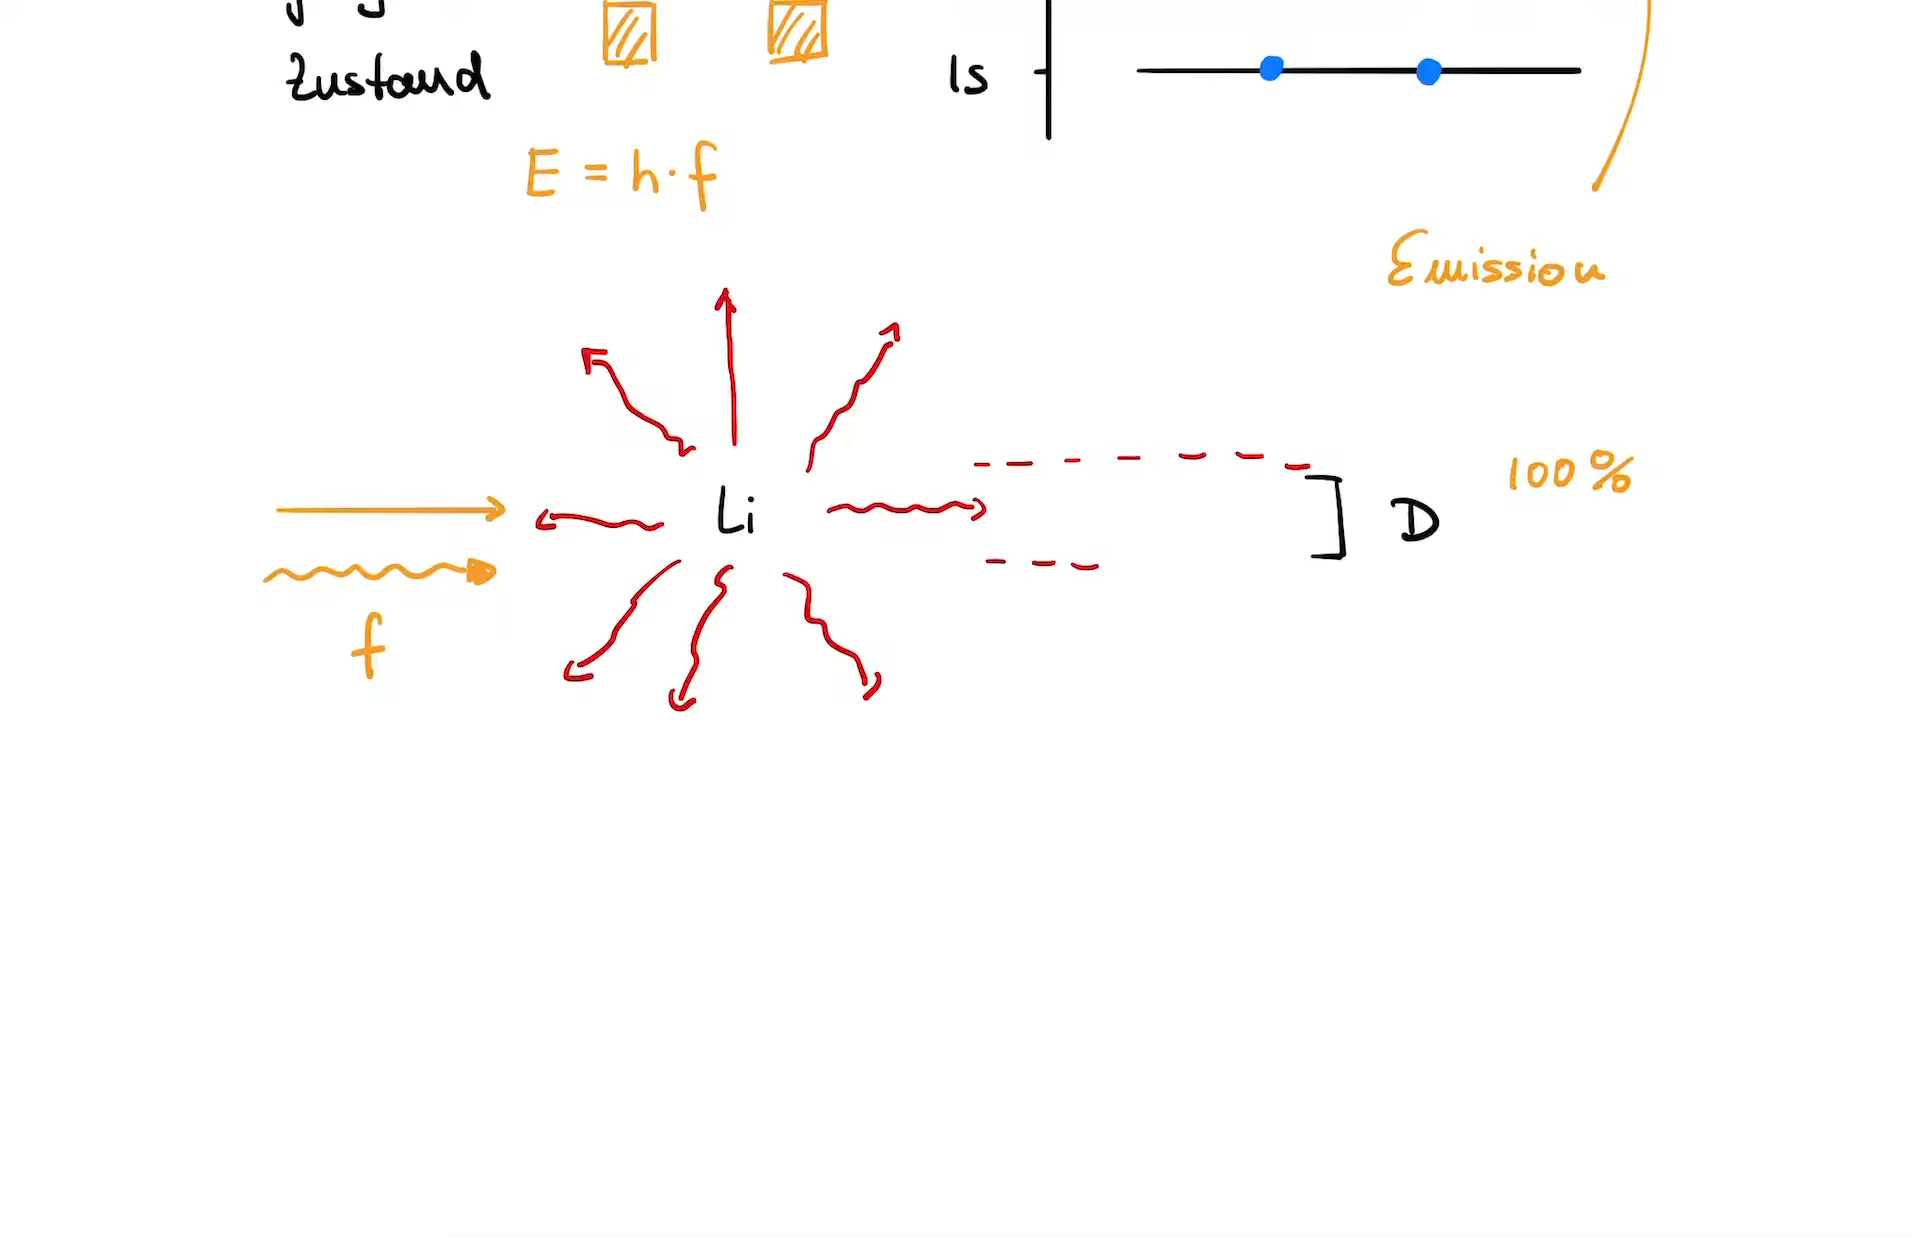 Zustand
1s
E = h·f
Emission
100 %
Li
D
f